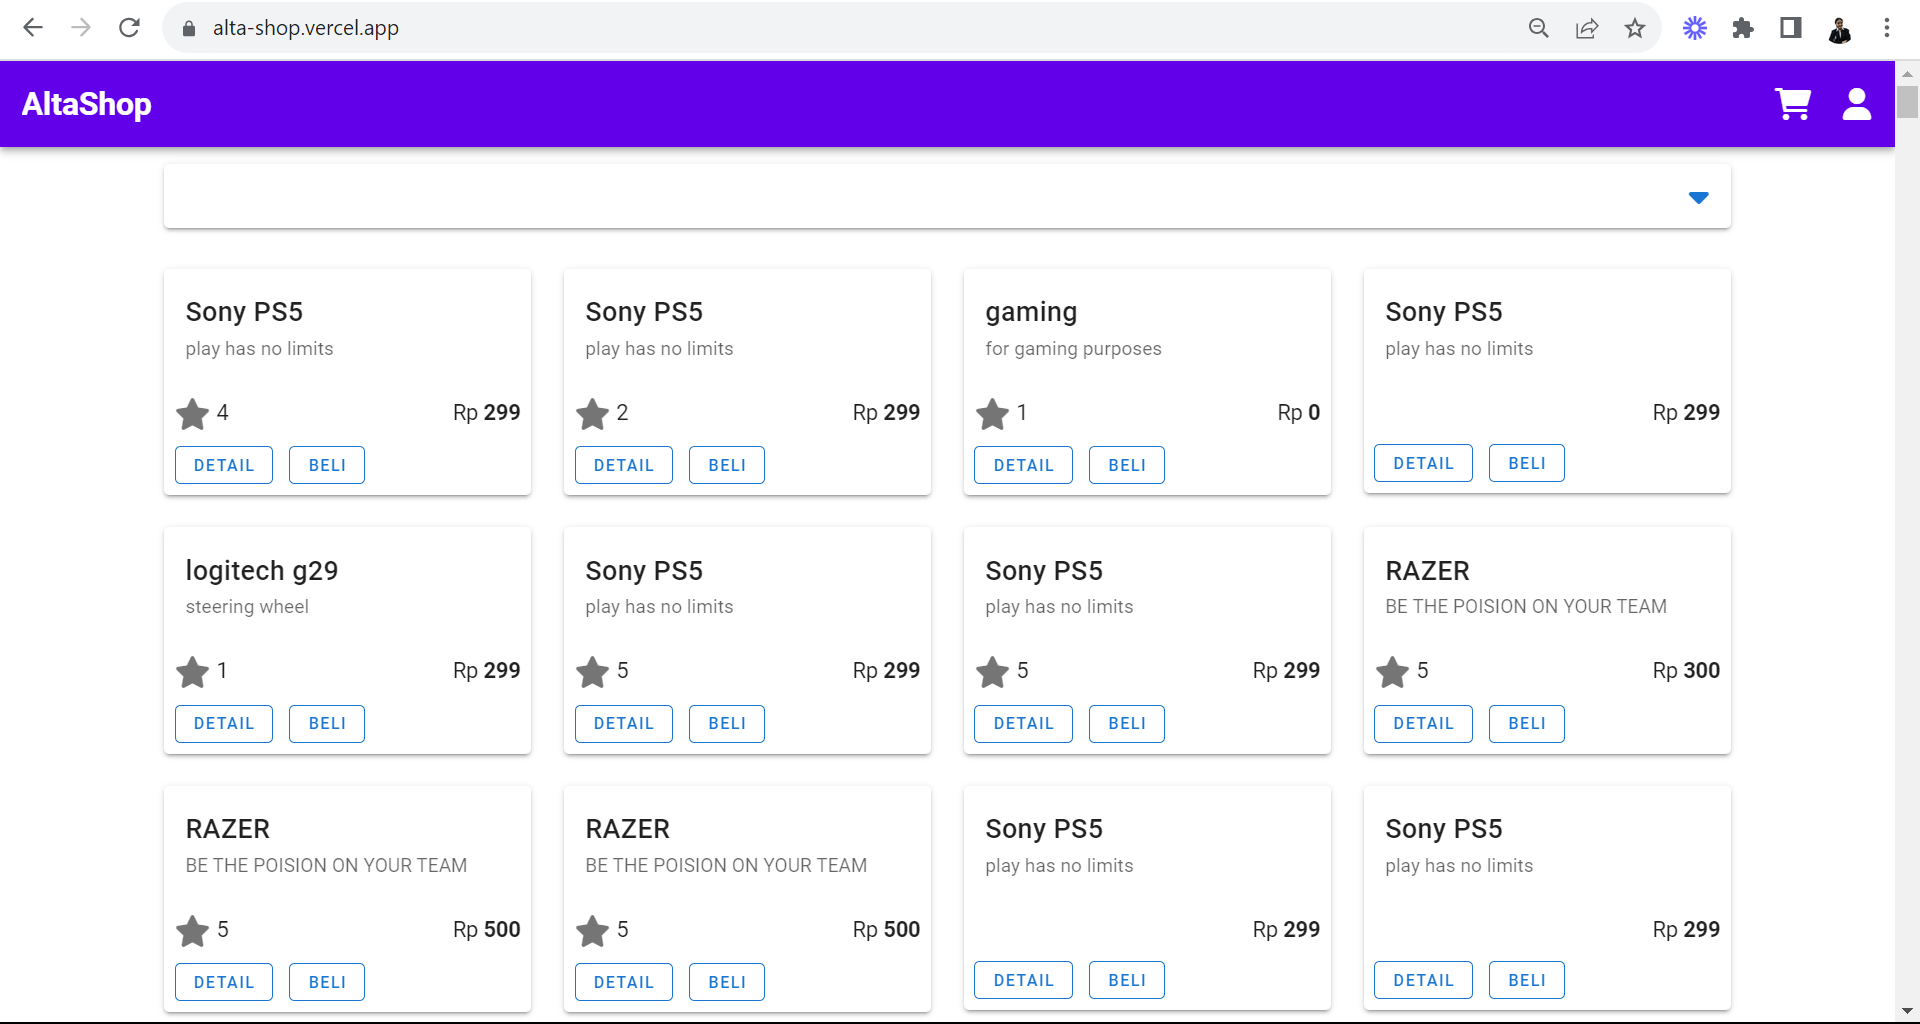 alta-shop.vercel.app
AltaShop
Sony PS5
play has no limits
4 Rp 299
DETAIL BELI
Sony PS5
play has no limits
2 Rp 299
DETAIL BELI
gaming
for gaming purposes
1 Rp 0
DETAIL BELI
Sony PS5
play has no limits
Rp 299
DETAIL BELI
logitech g29
steering wheel
1 Rp 299
DETAIL BELI
Sony PS5
play has no limits
5 Rp 299
DETAIL BELI
Sony PS5
play has no limits
5 Rp 299
DETAIL BELI
RAZER
BE THE POISION ON YOUR TEAM
5 Rp 300
DETAIL BELI
RAZER
BE THE POISION ON YOUR TEAM
5 Rp 500
DETAIL BELI
RAZER
BE THE POISION ON YOUR TEAM
5 Rp 500
DETAIL BELI
Sony PS5
play has no limits
Rp 299
DETAIL BELI
Sony PS5
play has no limits
Rp 299
DETAIL BELI